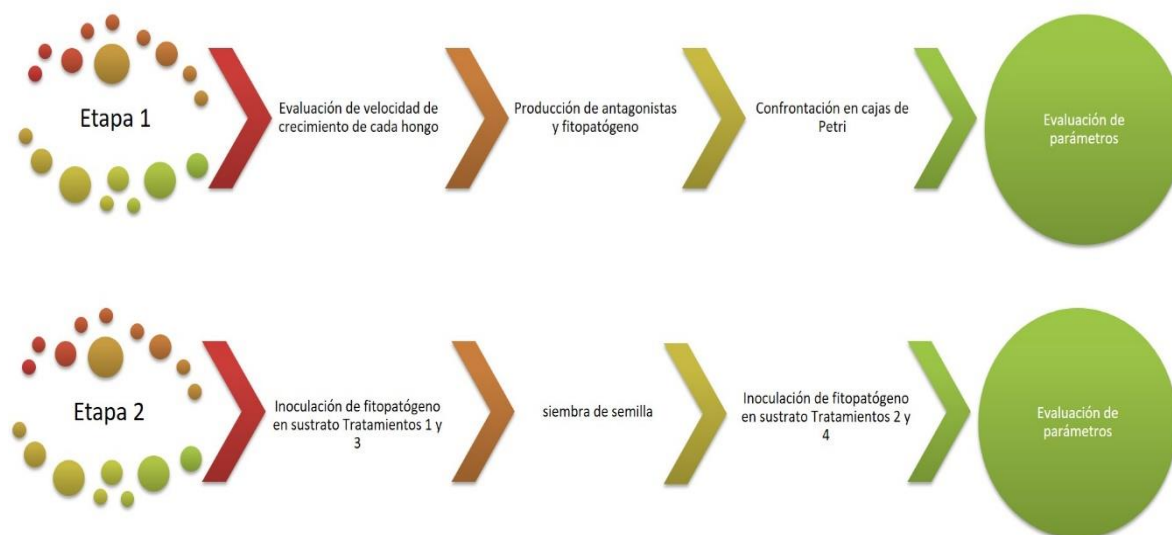 Etapa 1
Evaluación de velocidad de
crecimiento de cada hongo
Producción de antagonistas
y fitopatógeno
Confrontación en cajas de
Petri
Evaluación de
parámetros
Etapa 2
Inoculación de fitopatógeno
en sustrato Tratamientos 1 y
3
siembra de semilla
Inoculación de fitopatógeno
en sustrato Tratamientos 2 y
4
Evaluación de
parámetros